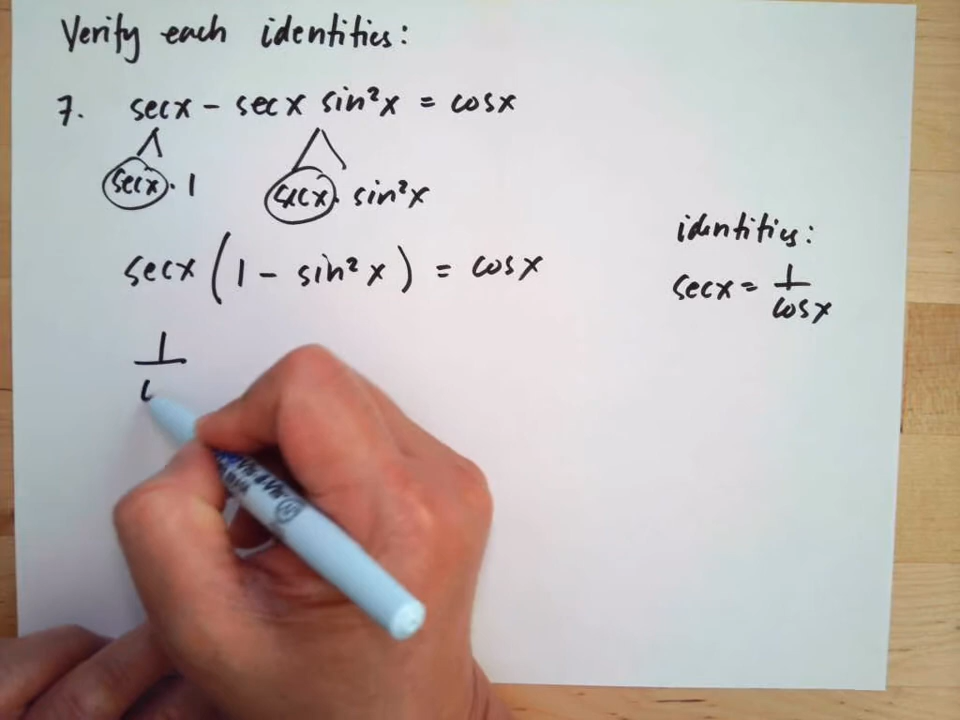 Verify each identities:
7. secx - secx sin²x = cosx
secx · 1 secx · sin²x
secx (1 - sin²x) = cosx
1
identities:
secx = 1/cosx